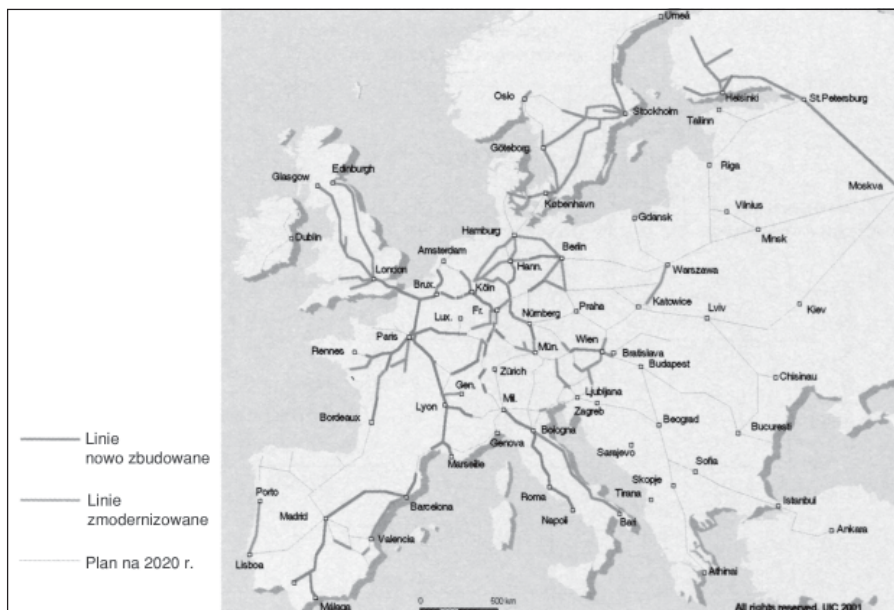 Umeå
Oslo
Stockholm
Helsinki
St.Petersburg
Tallinn
Göteborg
Riga
Moskva
Edinburgh
Glasgow
København
Gdansk
Vilnius
Minsk
Dublin
Hamburg
Amsterdam
Hann.
Berlin
Warszawa
London
Brux.
Köln
Fr.
Lux.
Nürnberg
Praha
Katowice
Lviv
Kiev
Paris
Rennes
Mün.
Wien
Bratislava
Budapest
Zürich
Gen.
Chisinau
Lyon
Mil.
Ljubljana
Zagreb
Bordeaux
Bologna
Beograd
Bucuresti
Genova
Marseille
Sarajevo
Sofia
Skopje
Tirana
Porto
Madrid
Barcelona
Roma
Napoli
Bari
Istanbul
Ankara
Valencia
Lisboa
Athinai
Málaga
0 500 km
All rights reserved, UIC 2001
Linie
nowo zbudowane
Linie
zmodernizowane
Plan na 2020 r.